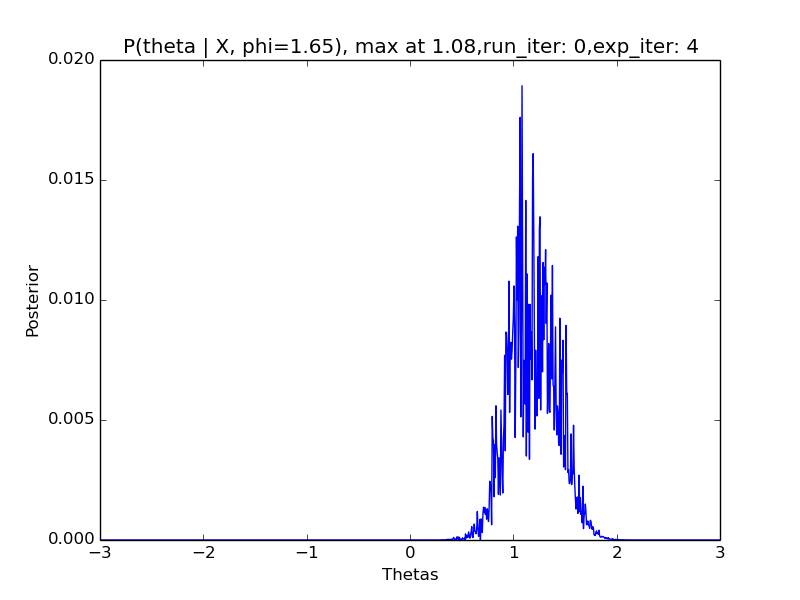 P(theta | X, phi=1.65), max at 1.08,run_iter: 0,exp_iter: 4
0.020
0.015
0.010
0.005
0.000
Posterior
−3 −2 −1 0 1 2 3
Thetas